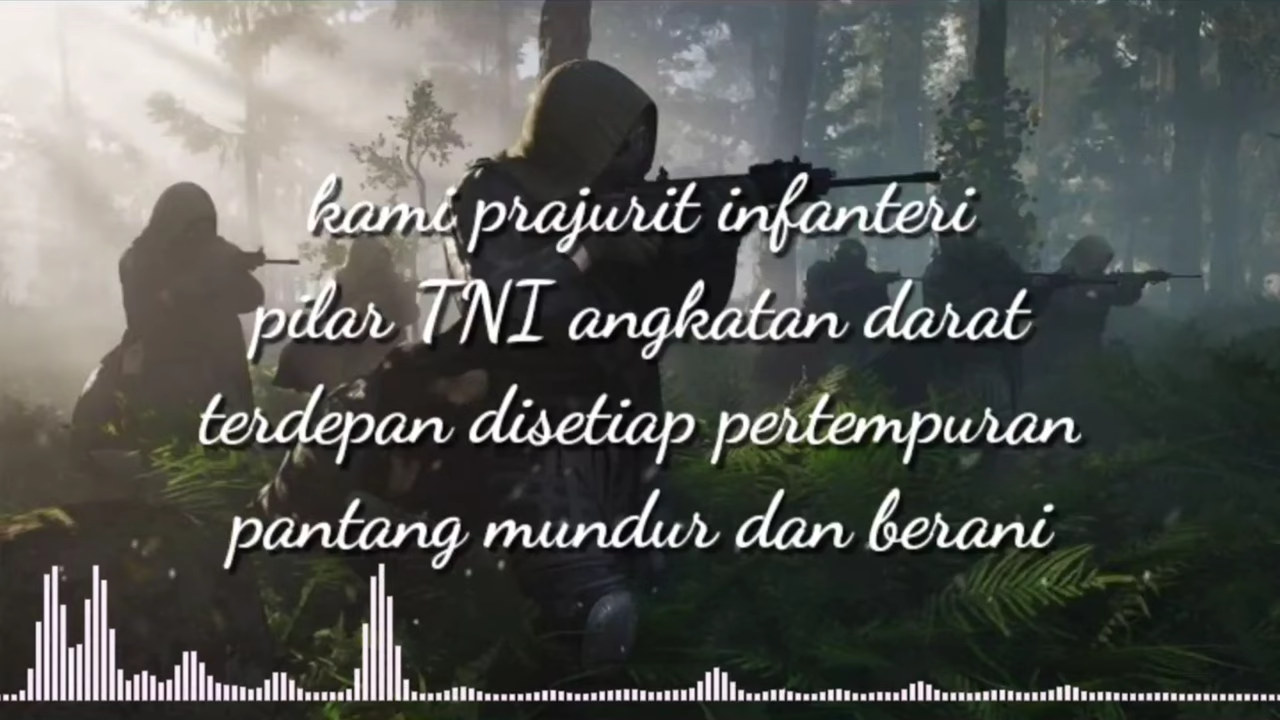 kami prajurit infanteri
pilar TNI angkatan darat
terdepan disetiap pertempuran
pantang mundur dan berani